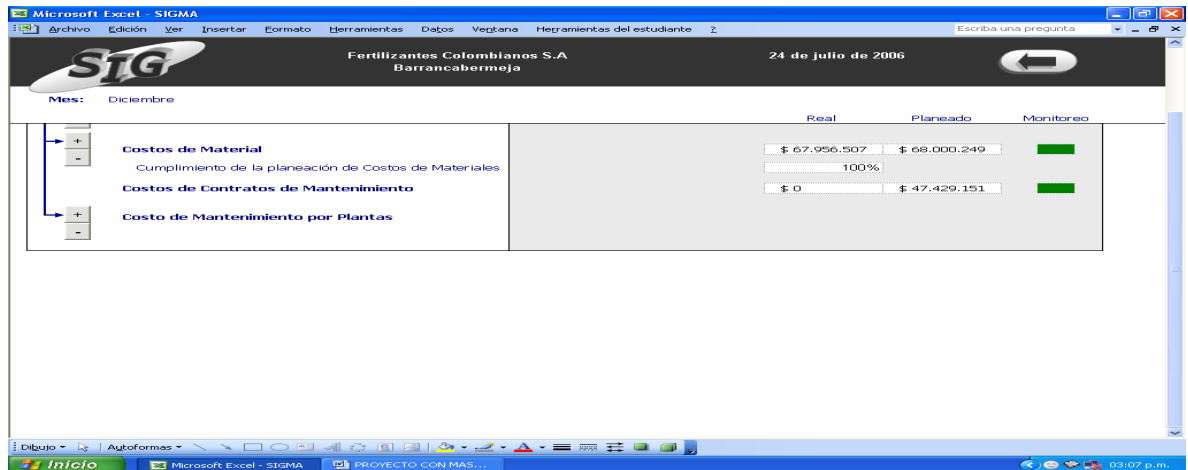 Microsoft Excel - SIGMA
Archivo Edición Ver Insertar Formato Herramientas Datos Ventana Herramientas del estudiante ? Escriba una pregunta
SIG Fertilizantes Colombianos S.A 24 de julio de 2006
Barrancabermeja
Mes: Diciembre
Real Planeado Monitoreo
+ Costos de Material $ 67.956.507 $ 68.000.249
-
Cumplimiento de la planeación de Costos de Materiales 100%
Costos de Contratos de Mantenimiento $ 0 $ 47.429.151
+ Costo de Mantenimiento por Plantas
-
Dibujo Autoformas
Inicio Microsoft Excel - SIGMA PROYECTO CON MAS... 03:07 p.m.